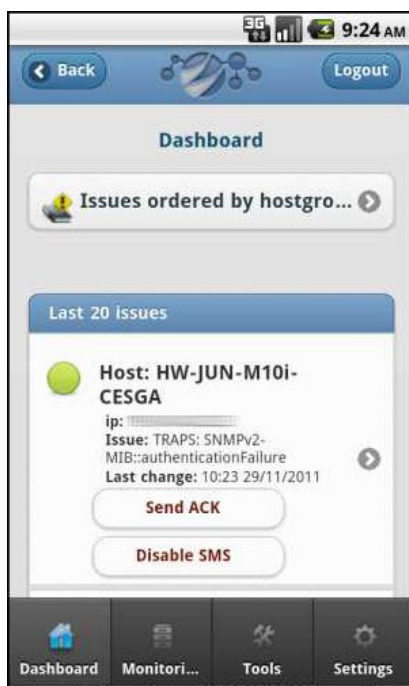 3G
9:24 AM
Back
Logout
Dashboard
Issues ordered by hostgro...
Last 20 issues
Host: HW-JUN-M10i-
CESGA
ip:
Issue: TRAPS: SNMPv2-
MIB::authenticationFailure
Last change: 10:23 29/11/2011
Send ACK
Disable SMS
Dashboard
Monitori...
Tools
Settings